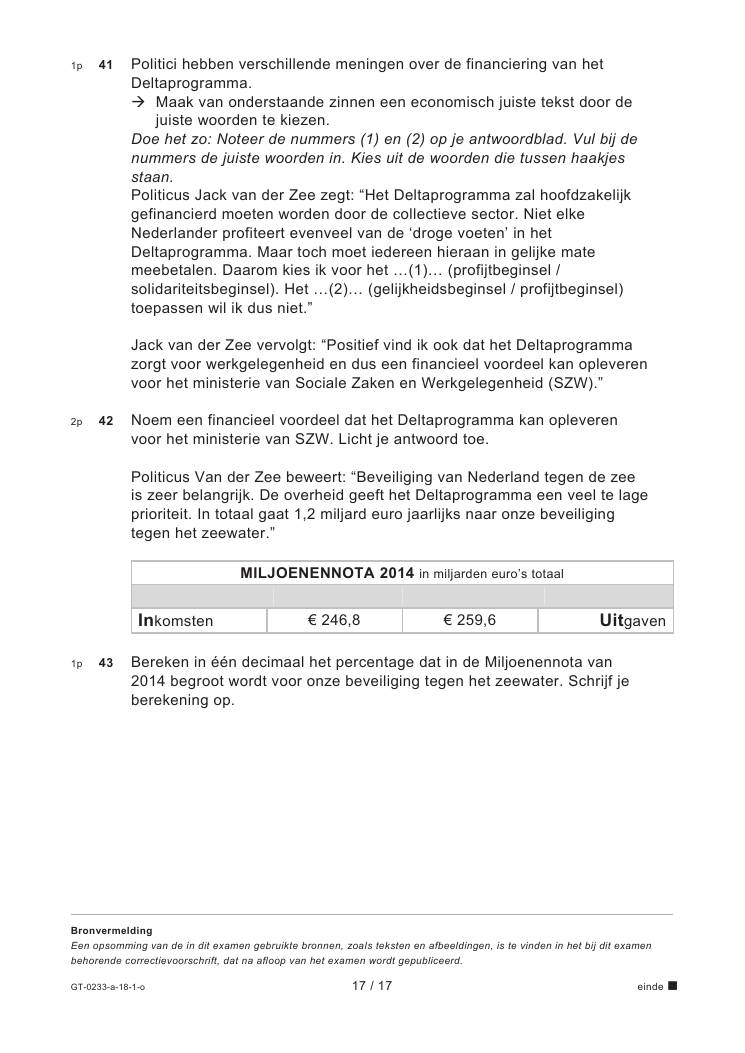 1p 41 Politici hebben verschillende meningen over de financiering van het
Deltaprogramma.
→ Maak van onderstaande zinnen een economisch juiste tekst door de
juiste woorden te kiezen.
Doe het zo: Noteer de nummers (1) en (2) op je antwoordblad. Vul bij de
nummers de juiste woorden in. Kies uit de woorden die tussen haakjes
staan.
Politicus Jack van der Zee zegt: “Het Deltaprogramma zal hoofdzakelijk
gefinancierd moeten worden door de collectieve sector. Niet elke
Nederlander profiteert evenveel van de ‘droge voeten’ in het
Deltaprogramma. Maar toch moet iedereen hieraan in gelijke mate
meebetalen. Daarom kies ik voor het …(1)… (profijtbeginsel /
solidariteitsbeginsel). Het …(2)… (gelijkheidsbeginsel / profijtbeginsel)
toepassen wil ik dus niet.”
Jack van der Zee vervolgt: “Positief vind ik ook dat het Deltaprogramma
zorgt voor werkgelegenheid en dus een financieel voordeel kan opleveren
voor het ministerie van Sociale Zaken en Werkgelegenheid (SZW).”
2p 42 Noem een financieel voordeel dat het Deltaprogramma kan opleveren
voor het ministerie van SZW. Licht je antwoord toe.
Politicus Van der Zee beweert: “Beveiliging van Nederland tegen de zee
is zeer belangrijk. De overheid geeft het Deltaprogramma een veel te lage
prioriteit. In totaal gaat 1,2 miljard euro jaarlijks naar onze beveiliging
tegen het zeewater.”
MILJOENENNOTA 2014 in miljarden euro’s totaal
Inkomsten € 246,8 € 259,6 Uitgaven
1p 43 Bereken in één decimaal het percentage dat in de Miljoenennota van
2014 begroot wordt voor onze beveiliging tegen het zeewater. Schrijf je
berekening op.
Bronvermelding
Een opsomming van de in dit examen gebruikte bronnen, zoals teksten en afbeeldingen, is te vinden in het bij dit examen
behorende correctievoorschrift, dat na afloop van het examen wordt gepubliceerd.
GT-0233-a-18-1-o 17 / 17 einde ■